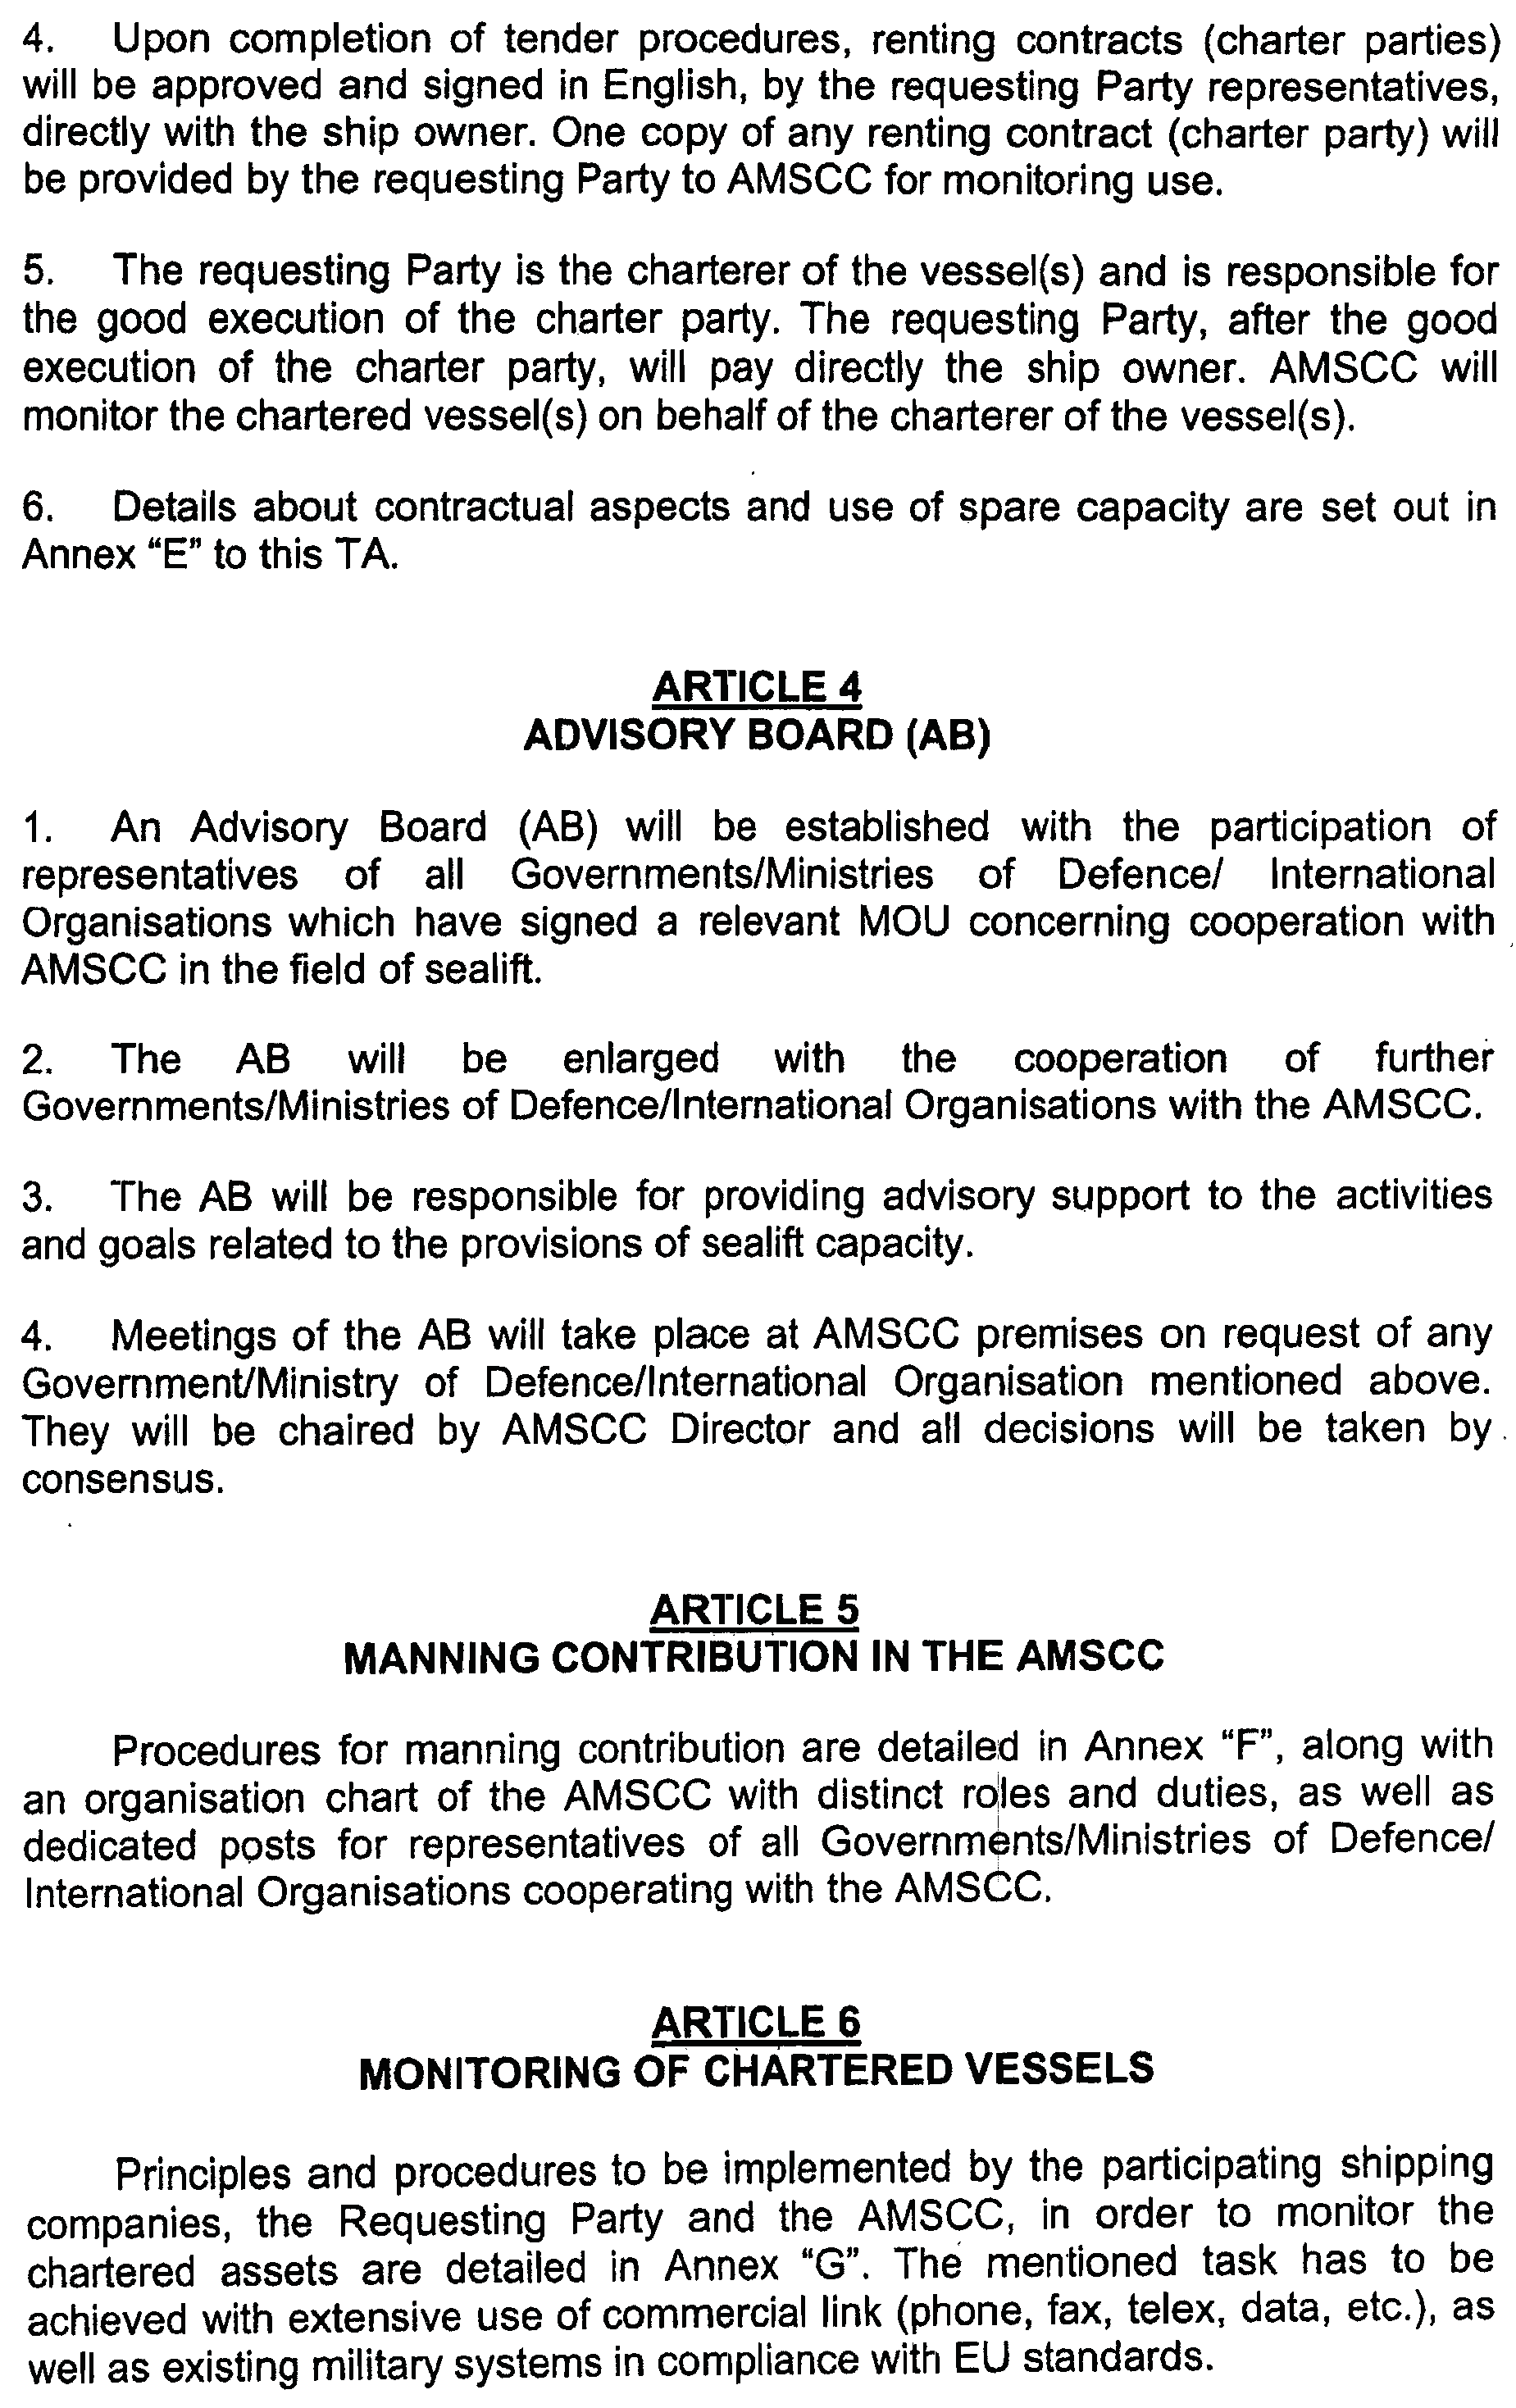 4. Upon completion of tender procedures, renting contracts (charter parties)
will be approved and signed in English, by the requesting Party representatives,
directly with the ship owner. One copy of any renting contract (charter party) will
be provided by the requesting Party to AMSCC for monitoring use.
5. The requesting Party is the charterer of the vessel(s) and is responsible for
the good execution of the charter party. The requesting Party, after the good
execution of the charter party, will pay directly the ship owner. AMSCC will
monitor the chartered vessel(s) on behalf of the charterer of the vessel(s).
6. Details about contractual aspects and use of spare capacity are set out in
Annex “E” to this TA.
ARTICLE 4
ADVISORY BOARD (AB)
1. An Advisory Board (AB) will be established with the participation of
representatives of all Governments/Ministries of Defence/ International
Organisations which have signed a relevant MOU concerning cooperation with
AMSCC in the field of sealift.
2. The AB will be enlarged with the cooperation of further
Governments/Ministries of Defence/International Organisations with the AMSCC.
3. The AB will be responsible for providing advisory support to the activities
and goals related to the provisions of sealift capacity.
4. Meetings of the AB will take place at AMSCC premises on request of any
Government/Ministry of Defence/International Organisation mentioned above.
They will be chaired by AMSCC Director and all decisions will be taken by
consensus.
ARTICLE 5
MANNING CONTRIBUTION IN THE AMSCC
Procedures for manning contribution are detailed in Annex “F”, along with
an organisation chart of the AMSCC with distinct roles and duties, as well as
dedicated posts for representatives of all Governments/Ministries of Defence/
International Organisations cooperating with the AMSCC.
ARTICLE 6
MONITORING OF CHARTERED VESSELS
Principles and procedures to be implemented by the participating shipping
companies, the Requesting Party and the AMSCC, in order to monitor the
chartered assets are detailed in Annex “G”. The mentioned task has to be
achieved with extensive use of commercial link (phone, fax, telex, data, etc.), as
well as existing military systems in compliance with EU standards.